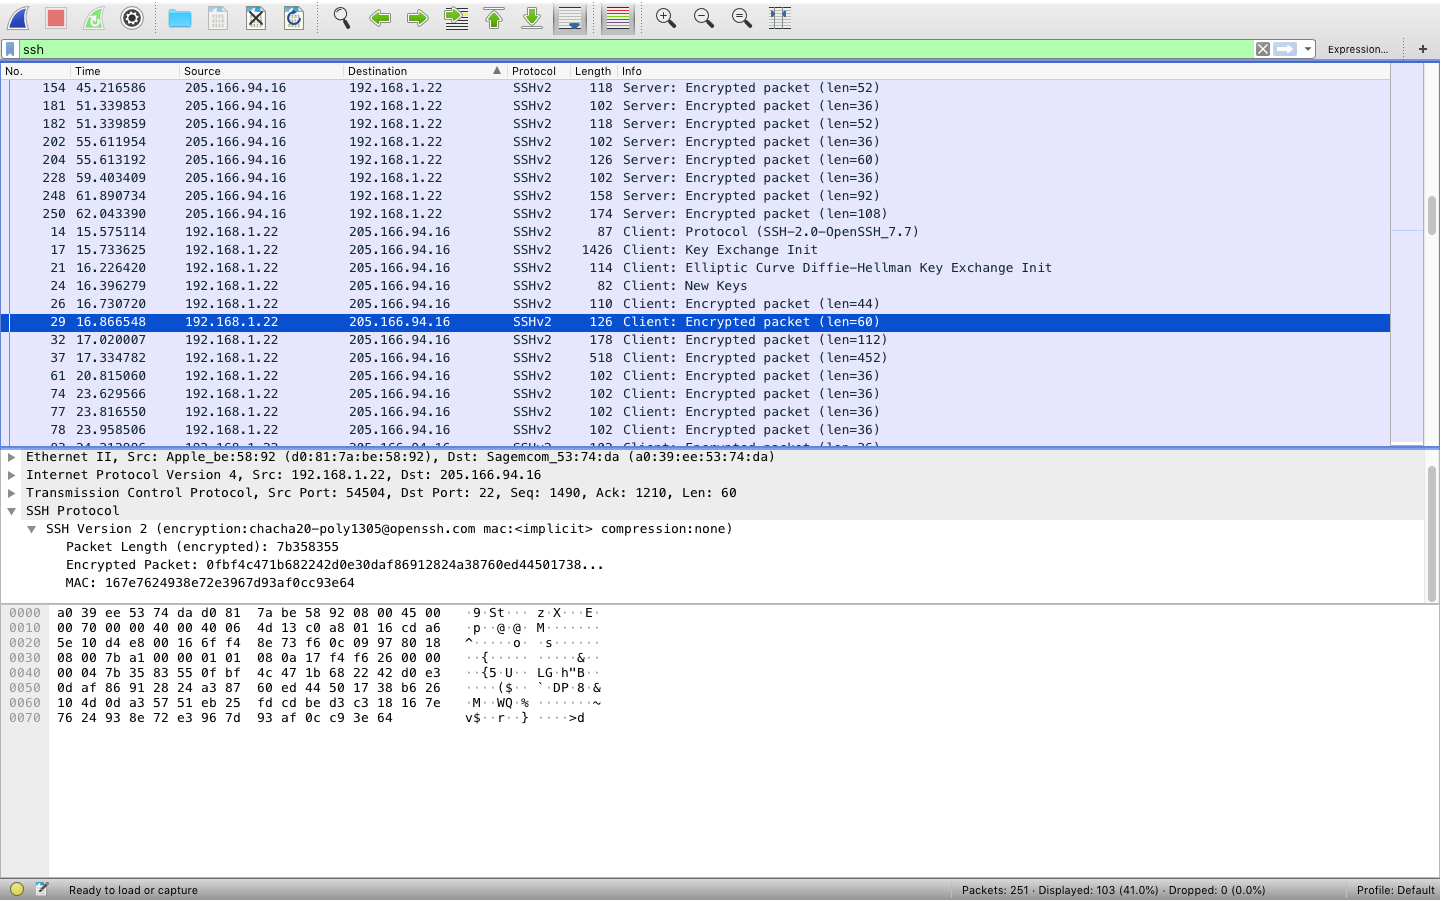 ssh
Expression...
+
No. Time Source Destination Protocol Length Info
154 45.216586 205.166.94.16 192.168.1.22 SSHv2 118 Server: Encrypted packet (len=52)
181 51.339853 205.166.94.16 192.168.1.22 SSHv2 102 Server: Encrypted packet (len=36)
182 51.339859 205.166.94.16 192.168.1.22 SSHv2 118 Server: Encrypted packet (len=52)
202 55.611954 205.166.94.16 192.168.1.22 SSHv2 102 Server: Encrypted packet (len=36)
204 55.613192 205.166.94.16 192.168.1.22 SSHv2 126 Server: Encrypted packet (len=60)
228 59.403409 205.166.94.16 192.168.1.22 SSHv2 102 Server: Encrypted packet (len=36)
248 61.890734 205.166.94.16 192.168.1.22 SSHv2 158 Server: Encrypted packet (len=92)
250 62.043390 205.166.94.16 192.168.1.22 SSHv2 174 Server: Encrypted packet (len=108)
14 15.575114 192.168.1.22 205.166.94.16 SSHv2 87 Client: Protocol (SSH-2.0-OpenSSH_7.7)
17 15.733625 192.168.1.22 205.166.94.16 SSHv2 1426 Client: Key Exchange Init
21 16.226420 192.168.1.22 205.166.94.16 SSHv2 114 Client: Elliptic Curve Diffie-Hellman Key Exchange Init
24 16.396279 192.168.1.22 205.166.94.16 SSHv2 82 Client: New Keys
26 16.730720 192.168.1.22 205.166.94.16 SSHv2 110 Client: Encrypted packet (len=44)
29 16.866548 192.168.1.22 205.166.94.16 SSHv2 126 Client: Encrypted packet (len=60)
32 17.020007 192.168.1.22 205.166.94.16 SSHv2 178 Client: Encrypted packet (len=112)
37 17.334782 192.168.1.22 205.166.94.16 SSHv2 518 Client: Encrypted packet (len=452)
61 20.815060 192.168.1.22 205.166.94.16 SSHv2 102 Client: Encrypted packet (len=36)
74 23.629566 192.168.1.22 205.166.94.16 SSHv2 102 Client: Encrypted packet (len=36)
77 23.816550 192.168.1.22 205.166.94.16 SSHv2 102 Client: Encrypted packet (len=36)
78 23.958506 192.168.1.22 205.166.94.16 SSHv2 102 Client: Encrypted packet (len=36)
Ethernet II, Src: Apple_be:58:92 (d0:81:7a:be:58:92), Dst: Sagemcom_53:74:da (a0:39:ee:53:74:da)
Internet Protocol Version 4, Src: 192.168.1.22, Dst: 205.166.94.16
Transmission Control Protocol, Src Port: 54504, Dst Port: 22, Seq: 1490, Ack: 1210, Len: 60
SSH Protocol
SSH Version 2 (encryption:chacha20-poly1305@openssh.com mac:<implicit> compression:none)
Packet Length (encrypted): 7b358355
Encrypted Packet: 0fbf4c471b682242d0e30daf86912824a38760ed44501738...
MAC: 167e7624938e72e3967d93af0cc93e64
0000 a0 39 ee 53 74 da d0 81 7a be 58 92 08 00 45 00 ·9·St··· z·X···E·
0010 00 70 00 00 40 00 40 06 4d 13 c0 a8 01 16 cd a6 ·p··@·@· M·······
0020 5e 10 d4 e8 00 16 6f f4 8e 73 f6 0c 09 97 80 18 ^·····o· ·s······
0030 08 00 7b a1 00 00 01 01 08 0a 17 f4 f6 26 00 00 ··{····· ·····&··
0040 00 04 7b 35 83 55 0f bf 4c 47 1b 68 22 42 d0 e3 ··{5·U·· LG·h"B··
0050 0d af 86 91 28 24 a3 87 60 ed 44 50 17 38 b6 26 ····($·· `·DP·8·&
0060 10 4d 0d a3 57 51 eb 25 fd cd be d3 c3 18 16 7e ·M··WQ·% ·······~
0070 76 24 93 8e 72 e3 96 7d 93 af 0c c9 3e 64 v$··r··} ····>d
Ready to load or capture
Packets: 251 · Displayed: 103 (41.0%) · Dropped: 0 (0.0%)
Profile: Default